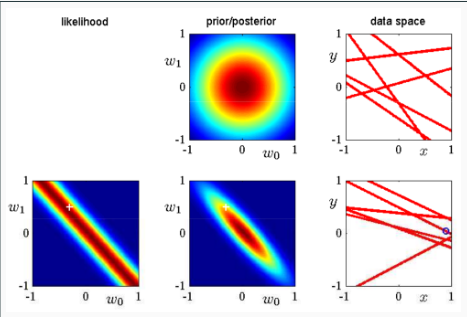 likelihood prior/posterior data space
1 1
w₁ y
0 0
-1 -1
-1 0 w₀ 1 -1 0 x 1
1 1 1
w₁ w₁ y
0 0 0
-1 -1 -1
-1 0 w₀ 1 -1 0 w₀ 1 -1 0 x 1